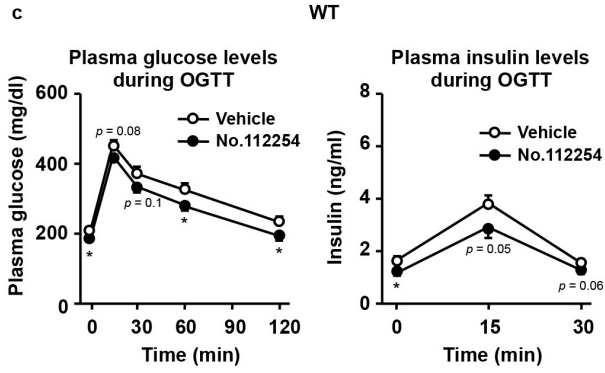 c
WT
Plasma glucose levels
during OGTT
Plasma glucose (mg/dl)
600
400
200
0
Vehicle
No.112254
p = 0.08
p = 0.1
*
*
*
0 30 60 90 120
Time (min)
Plasma insulin levels
during OGTT
Insulin (ng/ml)
8
6
4
2
0
Vehicle
No.112254
p = 0.05
*
p = 0.06
0 15 30
Time (min)